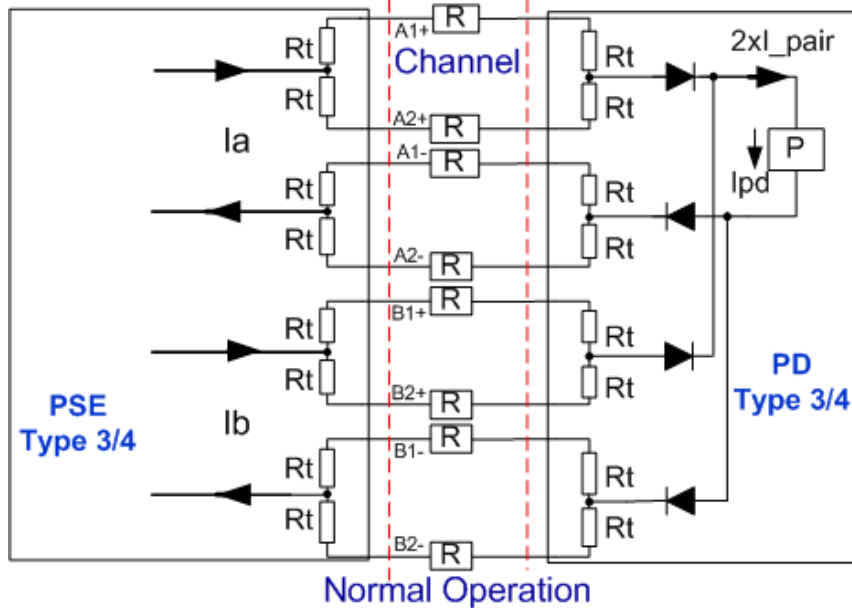 A1+ R
Rt Rt 2xI_pair
Channel
Rt Rt
A2+ R
Ia A1- R P
Ipd
Rt Rt
Rt Rt
A2- R
B1+ R
Rt Rt
Rt Rt
PSE
Type 3/4
PD
Type 3/4
B2+ R
Ib B1- R
Rt Rt
Rt Rt
B2- R
Normal Operation